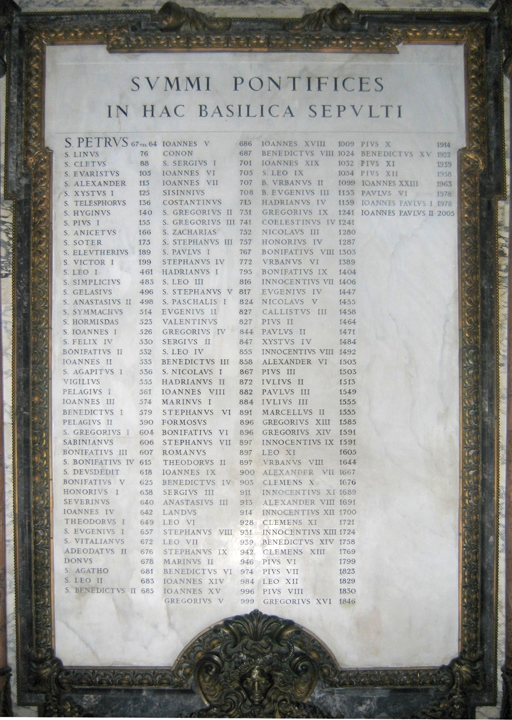 SVMMI PONTIFICES
IN HAC BASILICA SEPVLTI
S. PETRVS 67 64
S. LINVS 76
S. CLETVS 88
S. EVARISTVS 105
S. ALEXANDER 115
S. XYSTVS I 125
S. TELESPHORVS 136
S. HYGINVS 140
S. PIVS I 155
S. ANICETVS 166
S. SOTER 175
S. ELEVTHERIVS 189
S. VICTOR I 199
S. LEO I 461
S. SIMPLICIVS 483
S. GELASIVS 496
S. ANASTASIVS II 498
S. SYMMACHVS 514
S. HORMISDAS 523
S. IOANNES I 526
S. FELIX IV 530
BONIFATIVS II 532
IOANNES II 535
S. AGAPITVS I 536
VIGILIVS 555
PELAGIVS I 561
IOANNES III 574
BENEDICTVS I 579
PELAGIVS II 590
S. GREGORIVS I 604
SABINIANVS 606
BONIFATIVS III 607
S. BONIFATIVS IV 615
S. DEVSDEDIT 618
BONIFATIVS V 625
HONORIVS I 638
SEVERINVS 640
IOANNES IV 642
THEODORVS I 649
S. EVGENIVS I 657
S. VITALIANVS 672
ADEODATVS II 676
DONVS 678
S. AGATHO 681
S. LEO II 683
S. BENEDICTVS II 685
IOANNES V 686
CONON 687
S. SERGIVS I 701
IOANNES VI 705
IOANNES VII 707
SISINNIVS 708
COSTANTINVS 715
S. GREGORIVS II 731
S. GREGORIVS III 741
S. ZACHARIAS 752
S. STEPHANVS III 757
S. PAVLVS I 767
STEPHANVS IV 772
HADRIANVS I 795
S. LEO III 816
S. STEPHANVS V 817
S. PASCHALIS I 824
EVGENIVS II 827
VALENTINVS 827
GREGORIVS IV 844
SERGIVS II 847
S. LEO IV 855
BENEDICTVS III 858
S. NICOLAVS I 867
HADRIANVS II 872
IOANNES VIII 882
MARINVS I 884
STEPHANVS VI 891
FORMOSVS 896
BONIFATIVS VI 896
STEPHANVS VII 897
ROMANVS 897
THEODORVS II 897
IOANNES IX 900
BENEDICTVS IV 903
SERGIVS III 911
ANASTASIVS III 913
LANDVS 914
LEO VI 928
STEPHANVS VIII 931
LEO VII 939
STEPHANVS IX 942
MARINVS II 946
BENEDICTVS VI 974
IOANNES XIV 984
IOANNES XV 996
GREGORIVS V 999
IOANNES XVIII 1009
BENEDICTVS VIII 1024
IOANNES XIX 1032
S. LEO IX 1054
B. VRBANVS II 1099
B. EVGENIVS III 1153
HADRIANVS IV 1159
GREGORIVS IX 1241
COELESTINVS IV 1241
NICOLAVS III 1280
HONORIVS IV 1287
BONIFATIVS VIII 1303
VRBANVS VI 1389
BONIFATIVS IX 1404
INNOCENTIVS VII 1406
EVGENIVS IV 1447
NICOLAVS V 1455
CALLISTVS III 1458
PIVS II 1464
PAVLVS II 1471
XYSTVS IV 1484
INNOCENTIVS VIII 1492
ALEXANDER VI 1503
PIVS III 1503
IVLIVS II 1513
PAVLVS III 1549
IVLIVS III 1555
MARCELLVS II 1555
GREGORIVS XIII 1585
GREGORIVS XIV 1591
INNOCENTIVS IX 1591
LEO XI 1605
VRBANVS VIII 1644
ALEXANDER VII 1667
CLEMENS X 1676
INNOCENTIVS XI 1689
ALEXANDER VIII 1691
INNOCENTIVS XII 1700
CLEMENS XI 1721
INNOCENTIVS XIII 1724
BENEDICTVS XIV 1758
CLEMENS XIII 1769
PIVS VI 1799
PIVS VII 1823
LEO XII 1829
PIVS VIII 1830
GREGORIVS XVI 1846
PIVS X 1914
BENEDICTVS XV 1922
PIVS XI 1939
PIVS XII 1958
IOANNES XXIII 1963
PAVLVS VI 1978
IOANNES PAVLVS I 1978
IOANNES PAVLVS II 2005